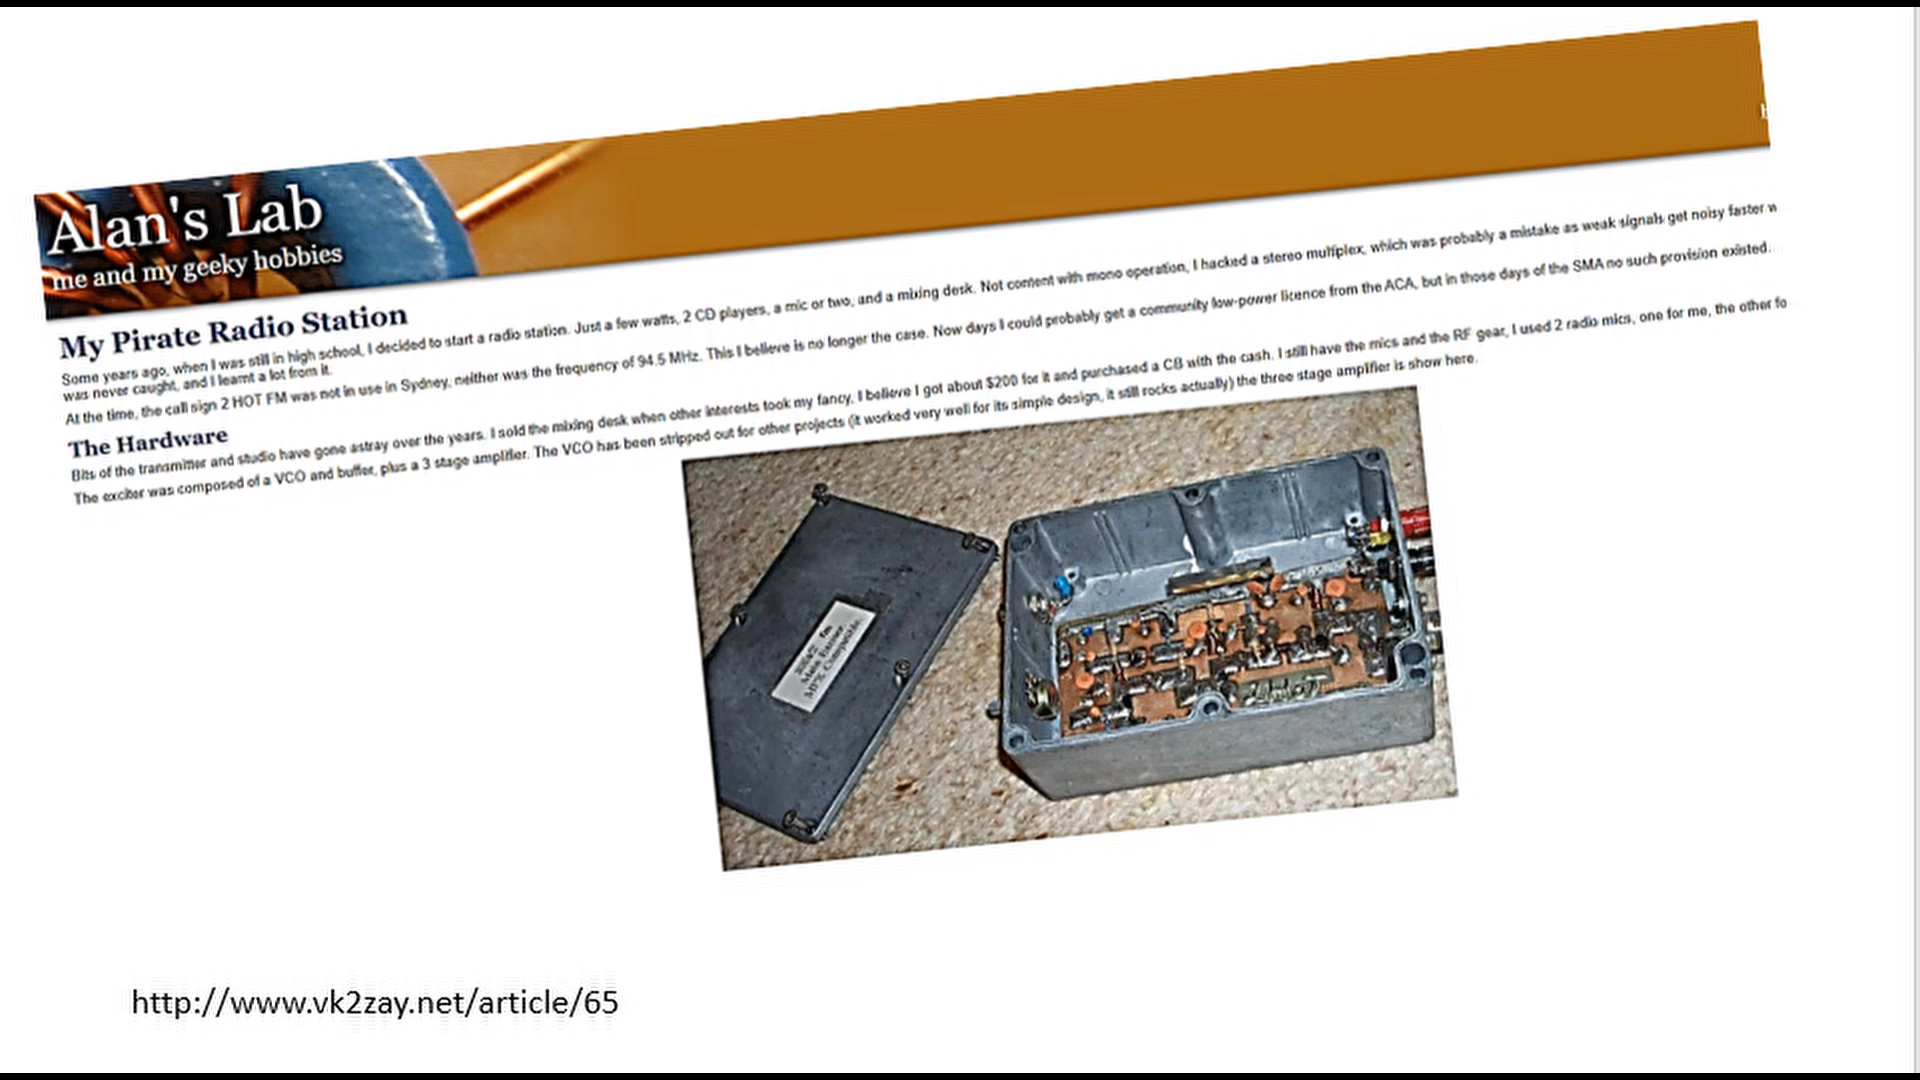 Alan's Lab
me and my geeky hobbies
My Pirate Radio Station
Some years ago, when I was still in high school, I decided to start a radio station. Just a few watts, 2 CD players, a mic or two, and a mixing desk. Not content with mono operation, I hacked a stereo multiplex, which was probably a mistake as weak signals get noisy faster w
was never caught, and I learnt a lot from it.
At the time, the call sign 2 HOT FM was not in use in Sydney, neither was the frequency of 94.5 MHz. This I believe is no longer the case. Now days I could probably get a community low-power licence from the ACA, but in those days of the SMA no such provision existed.
The Hardware
Bits of the transmitter and studio have gone astray over the years. I sold the mixing desk when other interests took my fancy, I believe I got about $200 for it and purchased a CB with the cash. I still have the mics and the RF gear, I used 2 radio mics, one for me, the other fo
The exciter was composed of a VCO and buffer, plus a 3 stage amplifier. The VCO has been stripped out for other projects (it worked very well for its simple design, it still rocks actually) the three stage amplifier is show here.
http://www.vk2zay.net/article/65